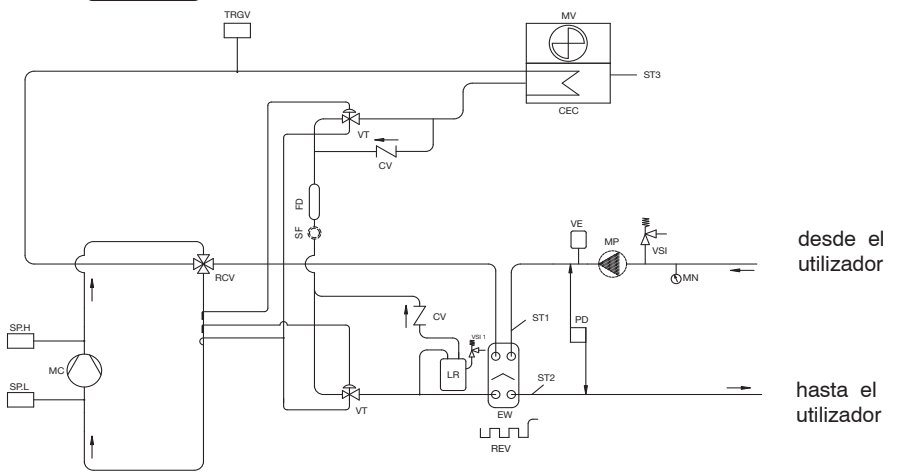 TRGV
MV
ST3
CEC
VT
CV
FD
SF
VE
MP
VSI
desde el
utilizador
RCV
MN
SP.H
CV
ST1
PD
VSI 1
MC
LR
ST2
SP.L
VT
EW
hasta el
utilizador
REV